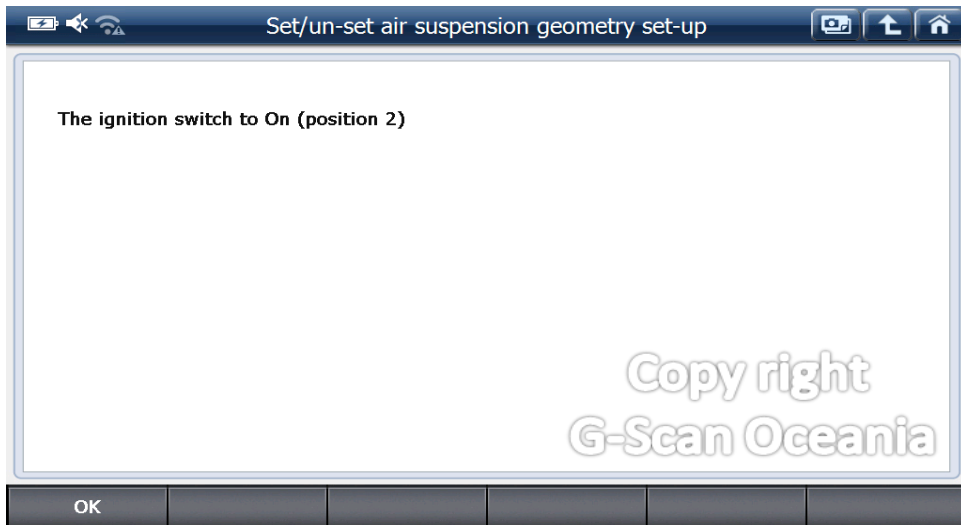 Set/un-set air suspension geometry set-up
The ignition switch to On (position 2)
Copy right
G-Scan Oceania
OK